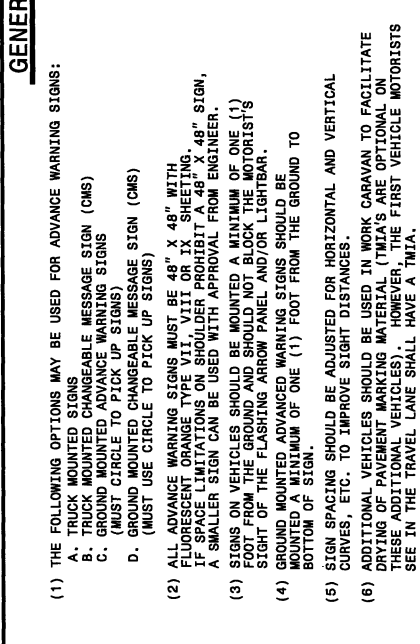 GENER
(1) THE FOLLOWING OPTIONS MAY BE USED FOR ADVANCE WARNING SIGNS:
A. TRUCK MOUNTED SIGNS
B. TRUCK MOUNTED CHANGEABLE MESSAGE SIGN (CMS)
C. GROUND MOUNTED ADVANCE WARNING SIGNS
(MUST CIRCLE TO PICK UP SIGNS)
D. GROUND MOUNTED CHANGEABLE MESSAGE SIGN (CMS)
(MUST USE CIRCLE TO PICK UP SIGNS)
(2) ALL ADVANCE WARNING SIGNS MUST BE 48" X 48" WITH
FLUORESCENT ORANGE TYPE VII, VIII OR IX SHEETING.
IF SPACE LIMITATIONS ON SHOULDER PROHIBIT A 48" X 48" SIGN,
A SMALLER SIGN CAN BE USED WITH APPROVAL FROM ENGINEER.
(3) SIGNS ON VEHICLES SHOULD BE MOUNTED A MINIMUM OF ONE (1)
FOOT FROM THE GROUND AND SHOULD NOT BLOCK THE MOTORIST'S
SIGHT OF THE FLASHING ARROW PANEL AND/OR LIGHTBAR.
(4) GROUND MOUNTED ADVANCED WARNING SIGNS SHOULD BE
MOUNTED A MINIMUM OF ONE (1) FOOT FROM THE GROUND TO
BOTTOM OF SIGN.
(5) SIGN SPACING SHOULD BE ADJUSTED FOR HORIZONTAL AND VERTICAL
CURVES, ETC. TO IMPROVE SIGHT DISTANCES.
(6) ADDITIONAL VEHICLES SHOULD BE USED IN WORK CARAVAN TO FACILITATE
DRYING OF PAVEMENT MARKING MATERIAL (TMIA'S ARE OPTIONAL ON
THESE ADDITIONAL VEHICLES). HOWEVER, THE FIRST VEHICLE MOTORISTS
SEE IN THE TRAVEL LANE SHALL HAVE A TMIA.